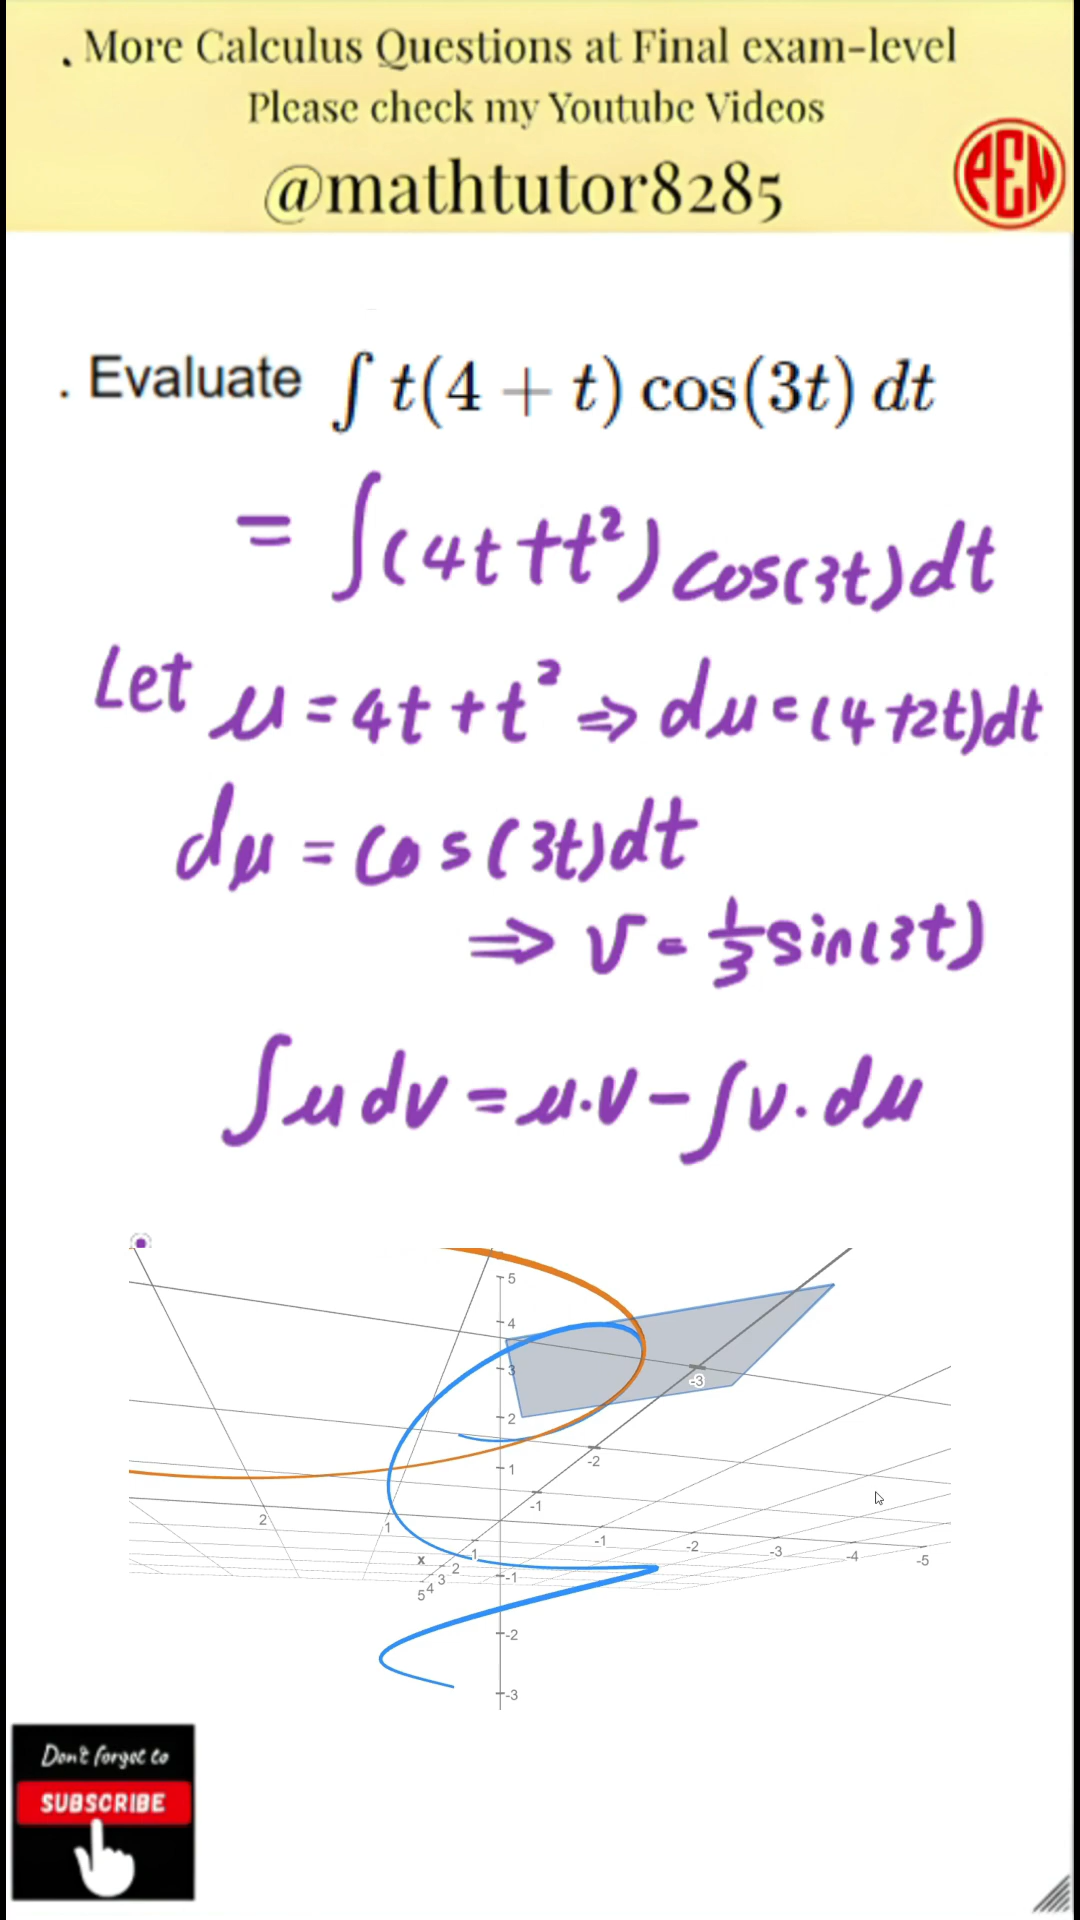 . More Calculus Questions at Final exam-level
Please check my Youtube Videos
@mathtutor8285
PEN
. Evaluate ∫ t(4 + t) cos(3t) dt
= ∫(4t+t²) cos(3t)dt
Let u = 4t + t² ⇒ du = (4+2t)dt
du = cos(3t)dt
⇒ v = 1/3 sin(3t)
∫u dv = u·v - ∫v·du
5
4
3
-3
2
-2
1
-1
2
1
-1
-2
-3
-4
-5
x
1
2
3
4
5
-1
-2
-3
Don't forget to
SUBSCRIBE